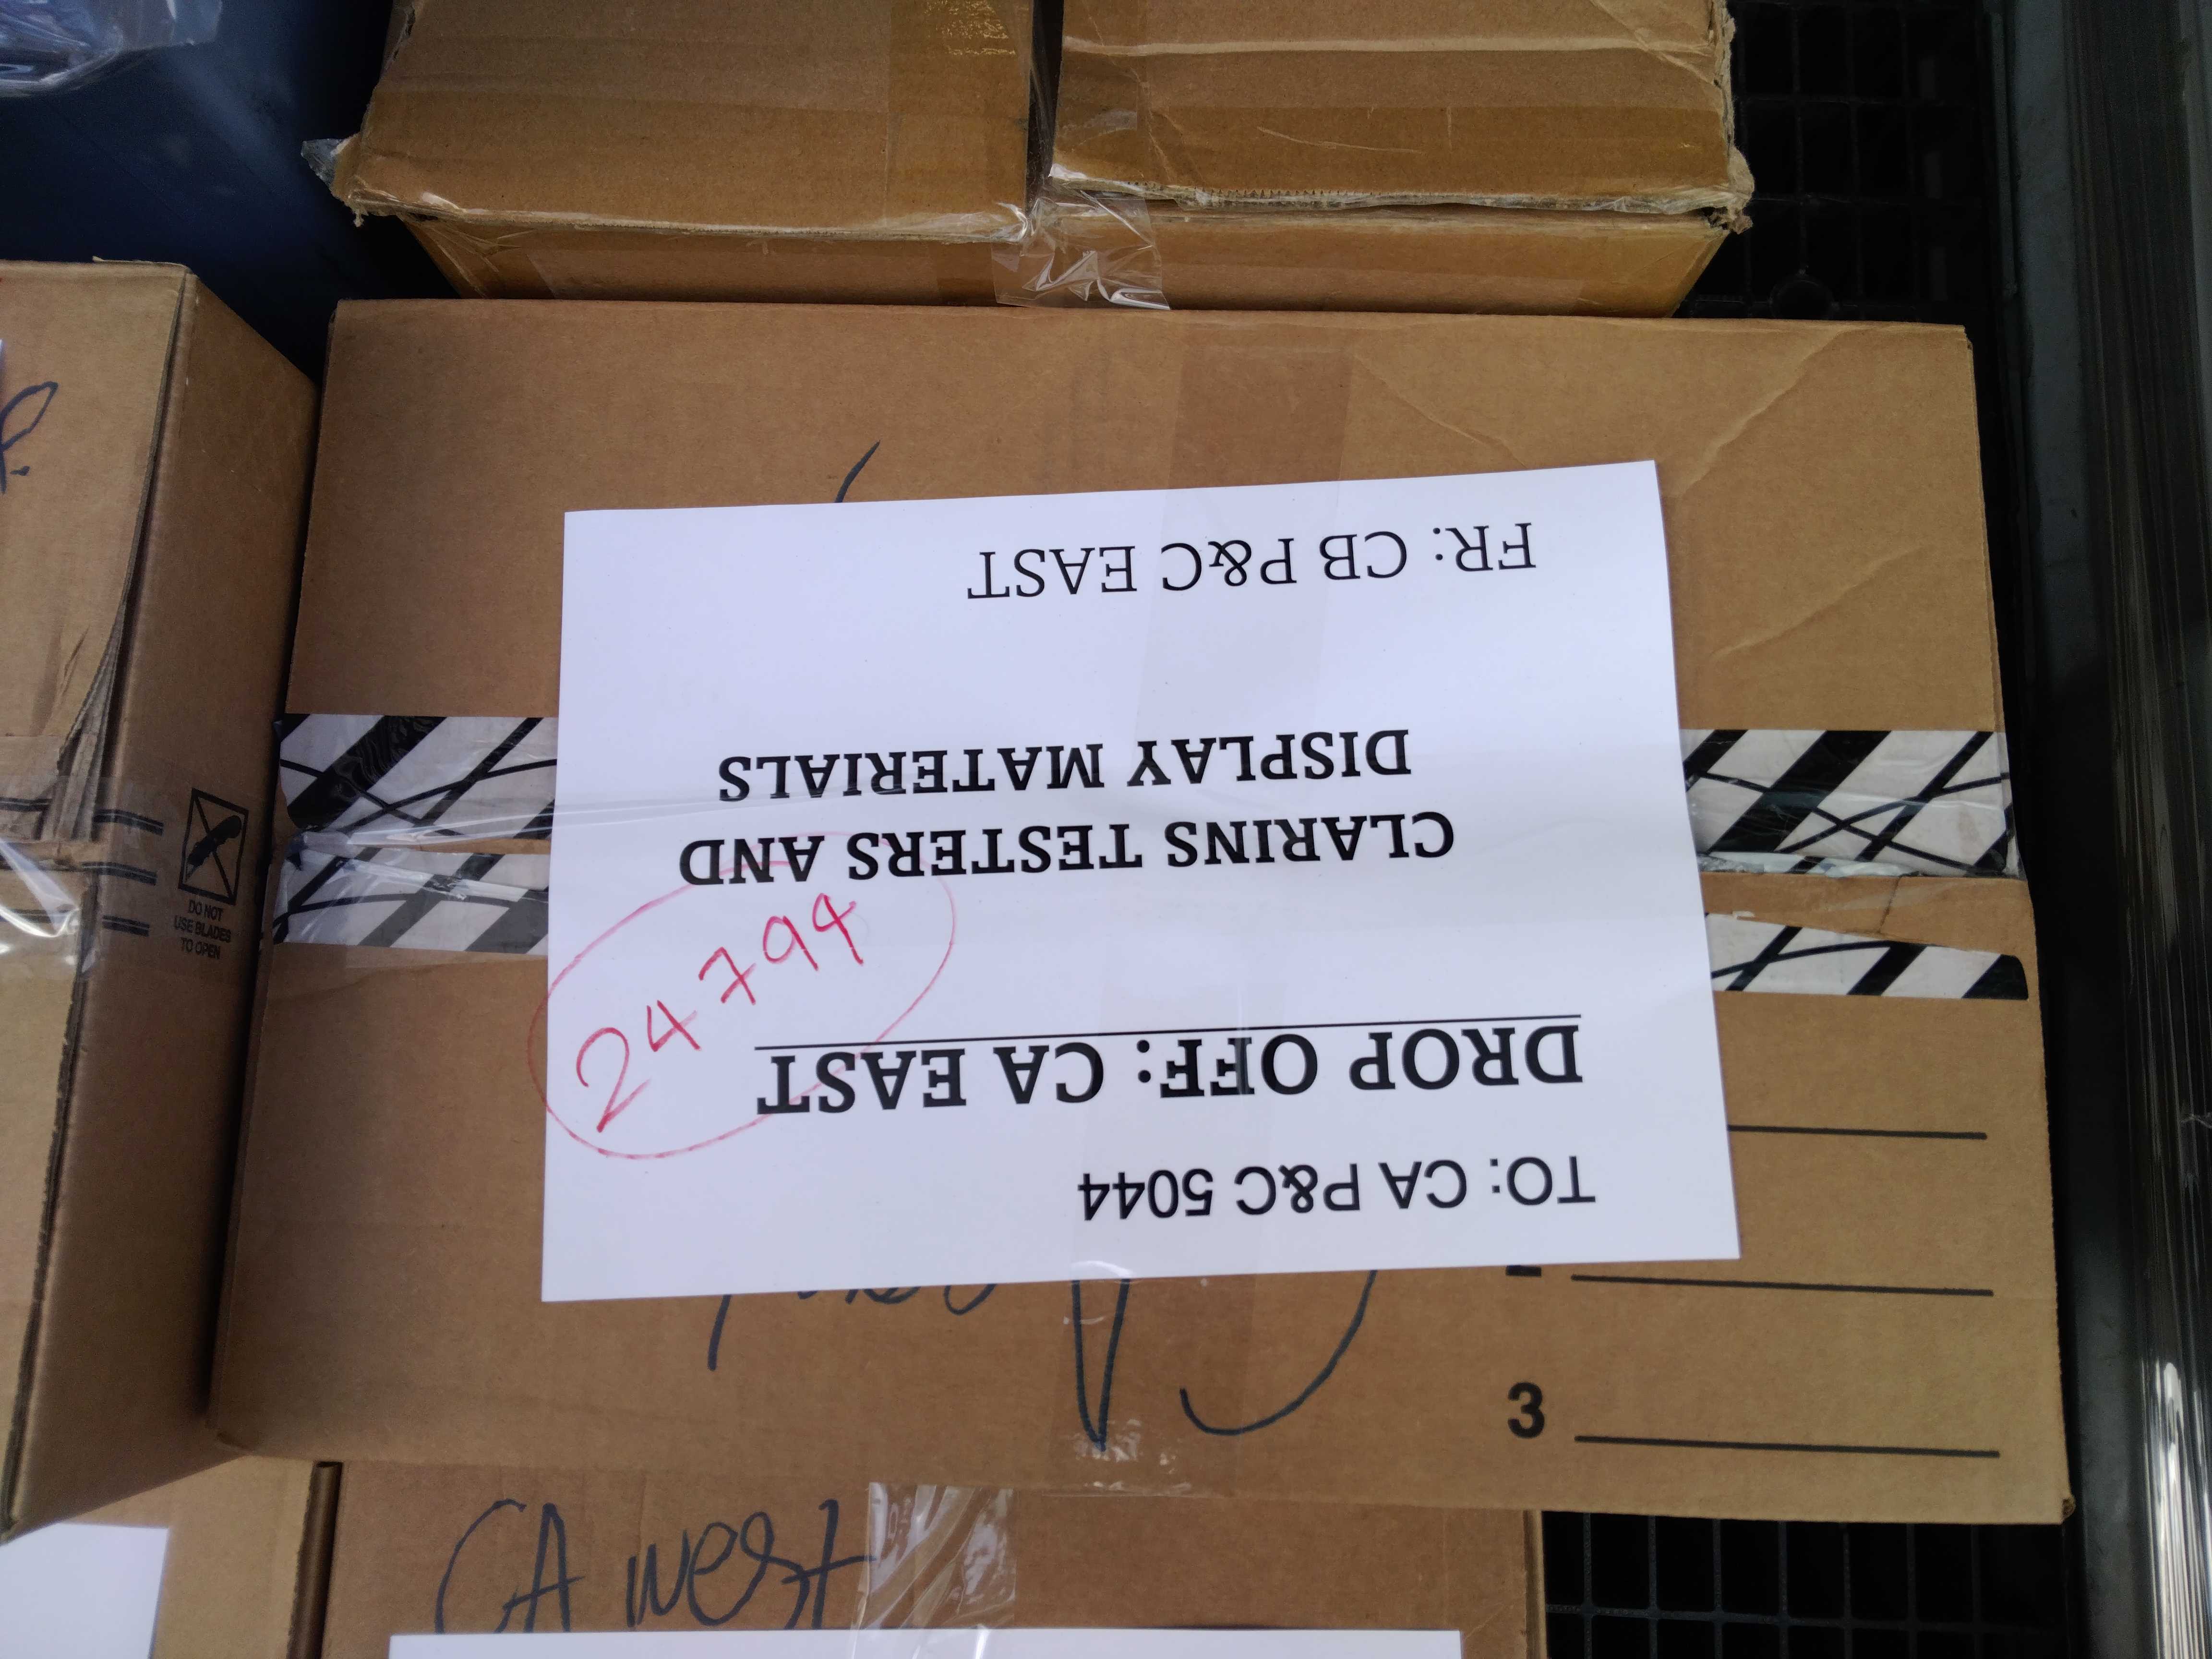 TO: CA P&C 5044
DROP OFF: CA EAST
24794
CLARINS TESTERS AND
DISPLAY MATERIALS
FR: CB P&C EAST
DO NOT
USE BLADES
TO OPEN
3
CA west